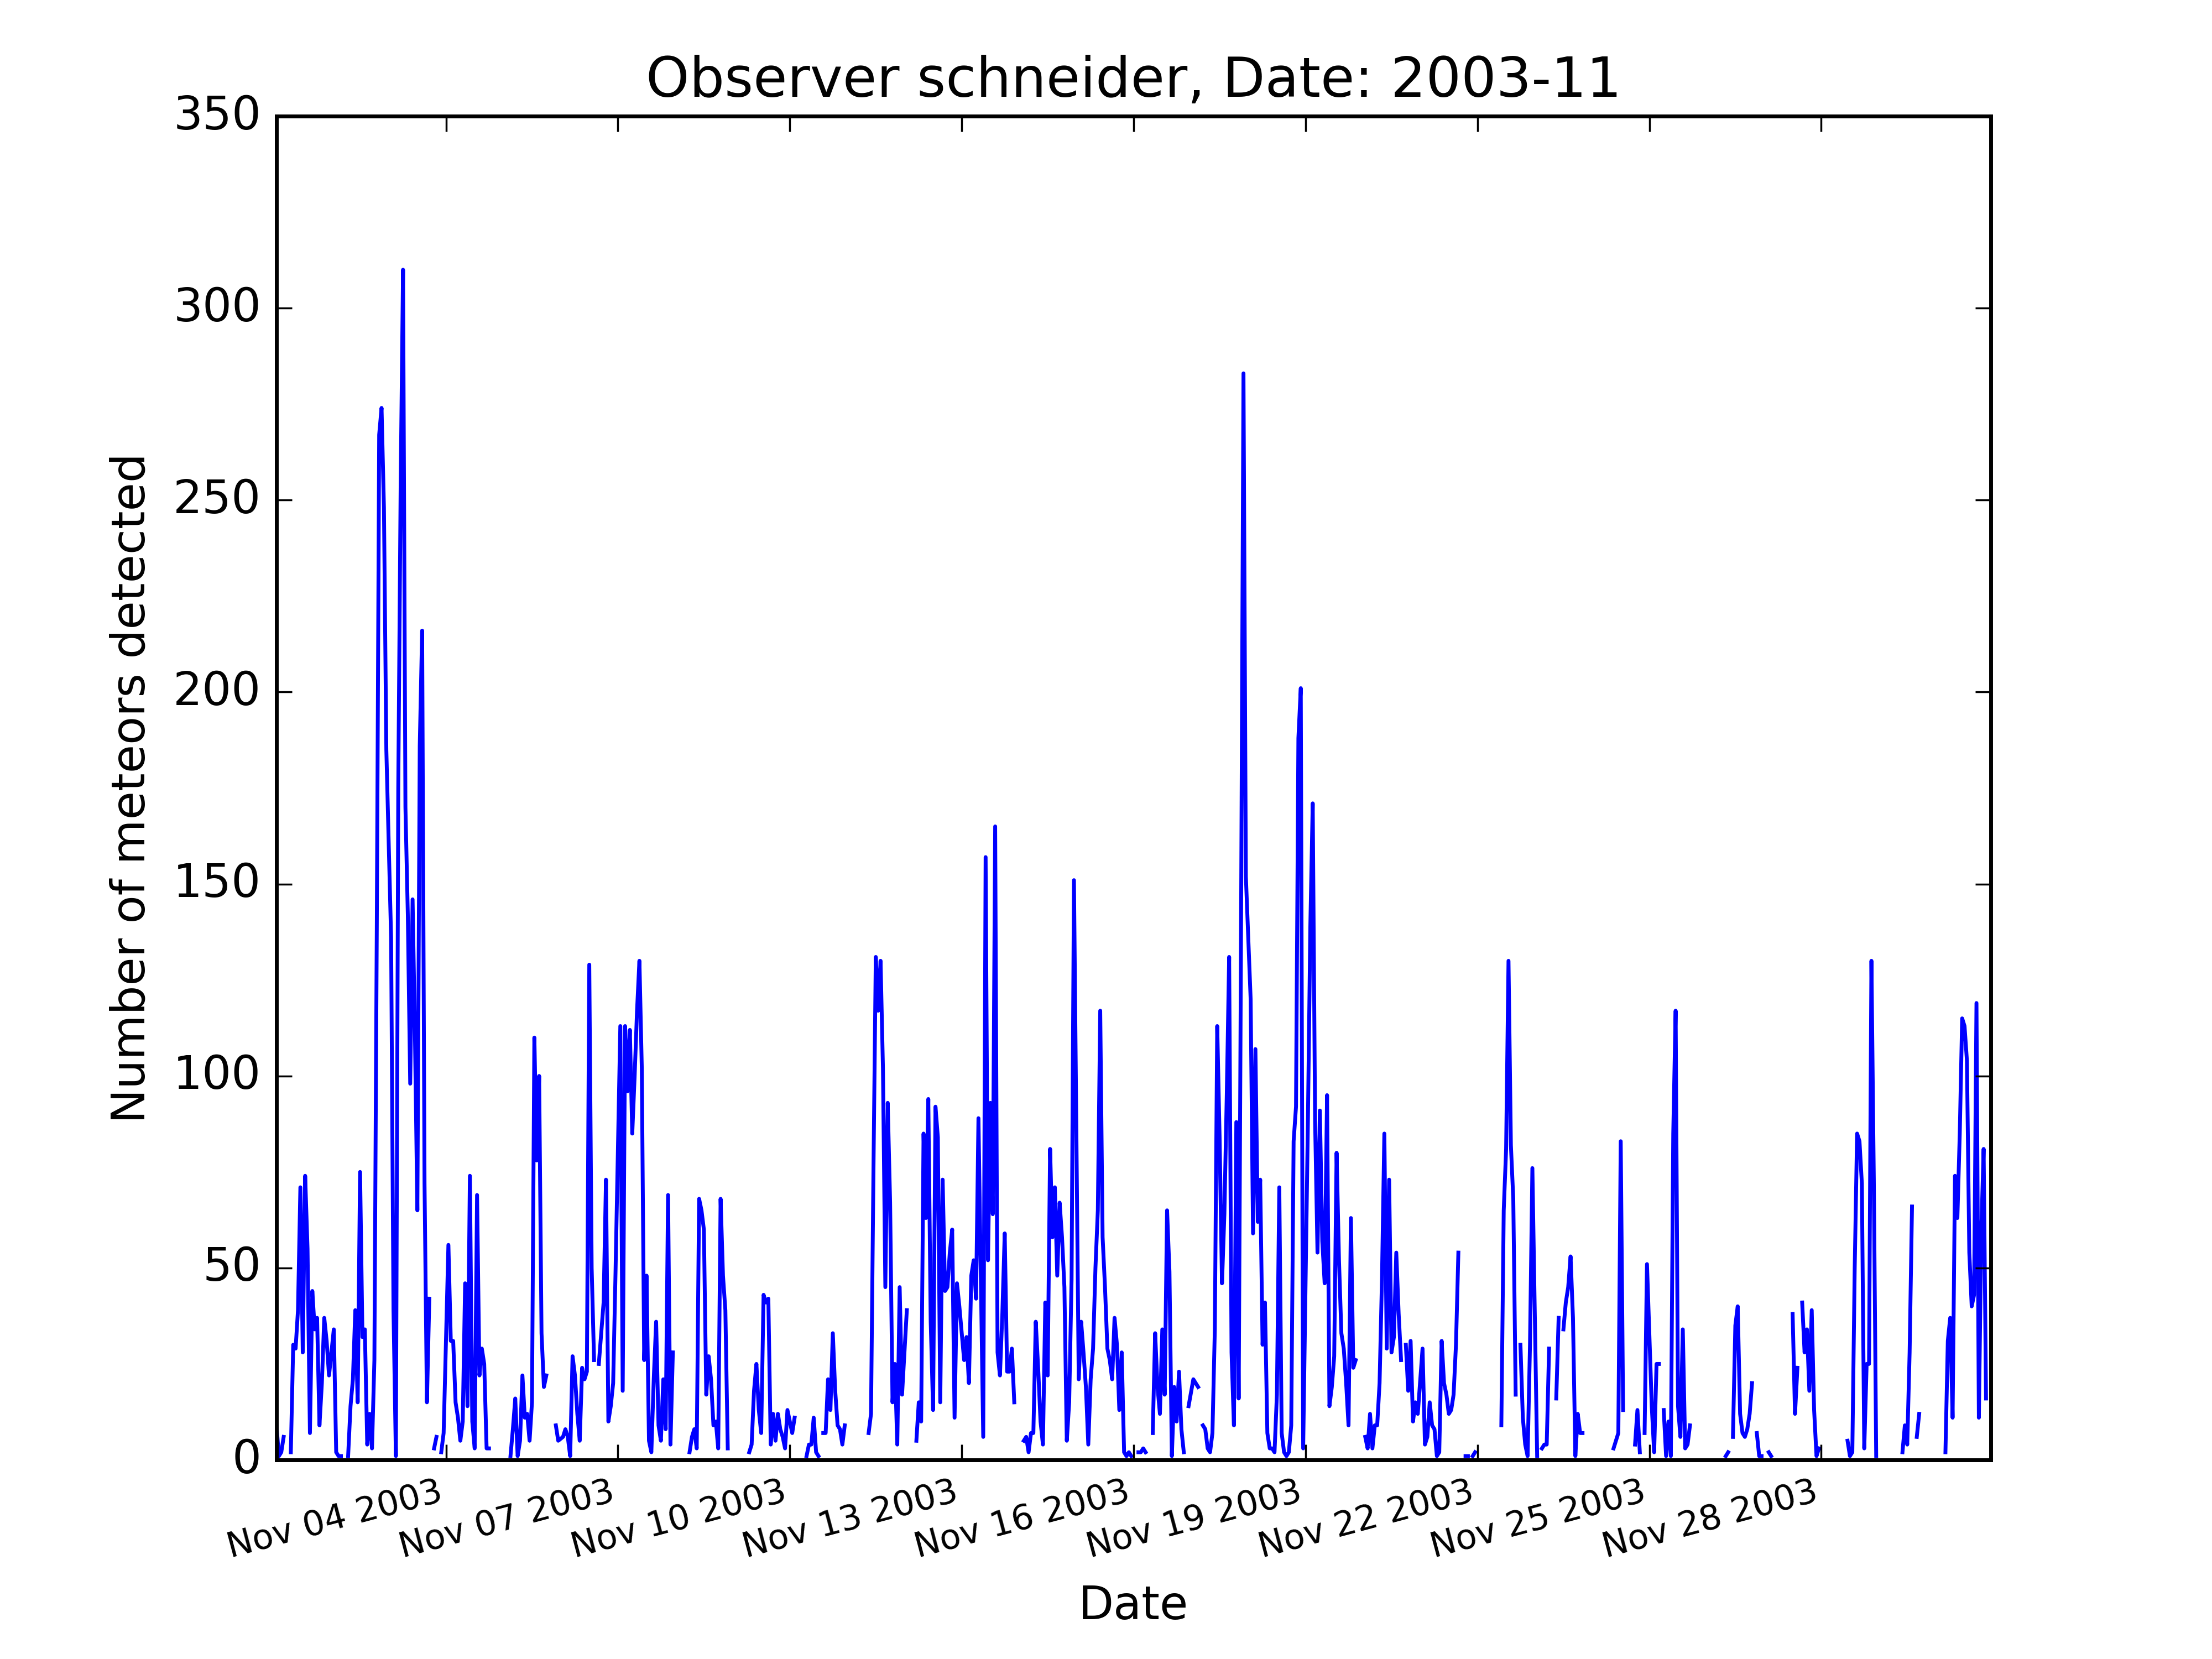 Observer schneider, Date: 2003-11
350
300
250
200
150
100
50
0
Number of meteors detected
Nov 04 2003
Nov 07 2003
Nov 10 2003
Nov 13 2003
Nov 16 2003
Nov 19 2003
Nov 22 2003
Nov 25 2003
Nov 28 2003
Date